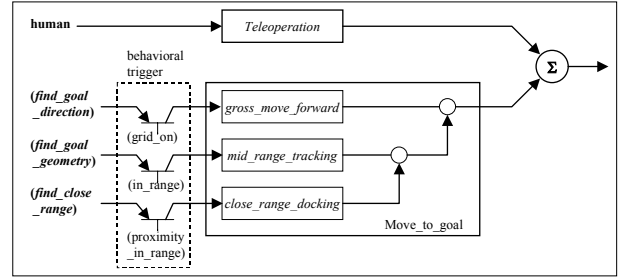 human
Teleoperation
behavioral
trigger
Σ
(find_goal
_direction)
gross_move_forward
(grid_on)
(find_goal
_geometry)
mid_range_tracking
(in_range)
(find_close
_range)
close_range_docking
(proximity
_in_range)
Move_to_goal